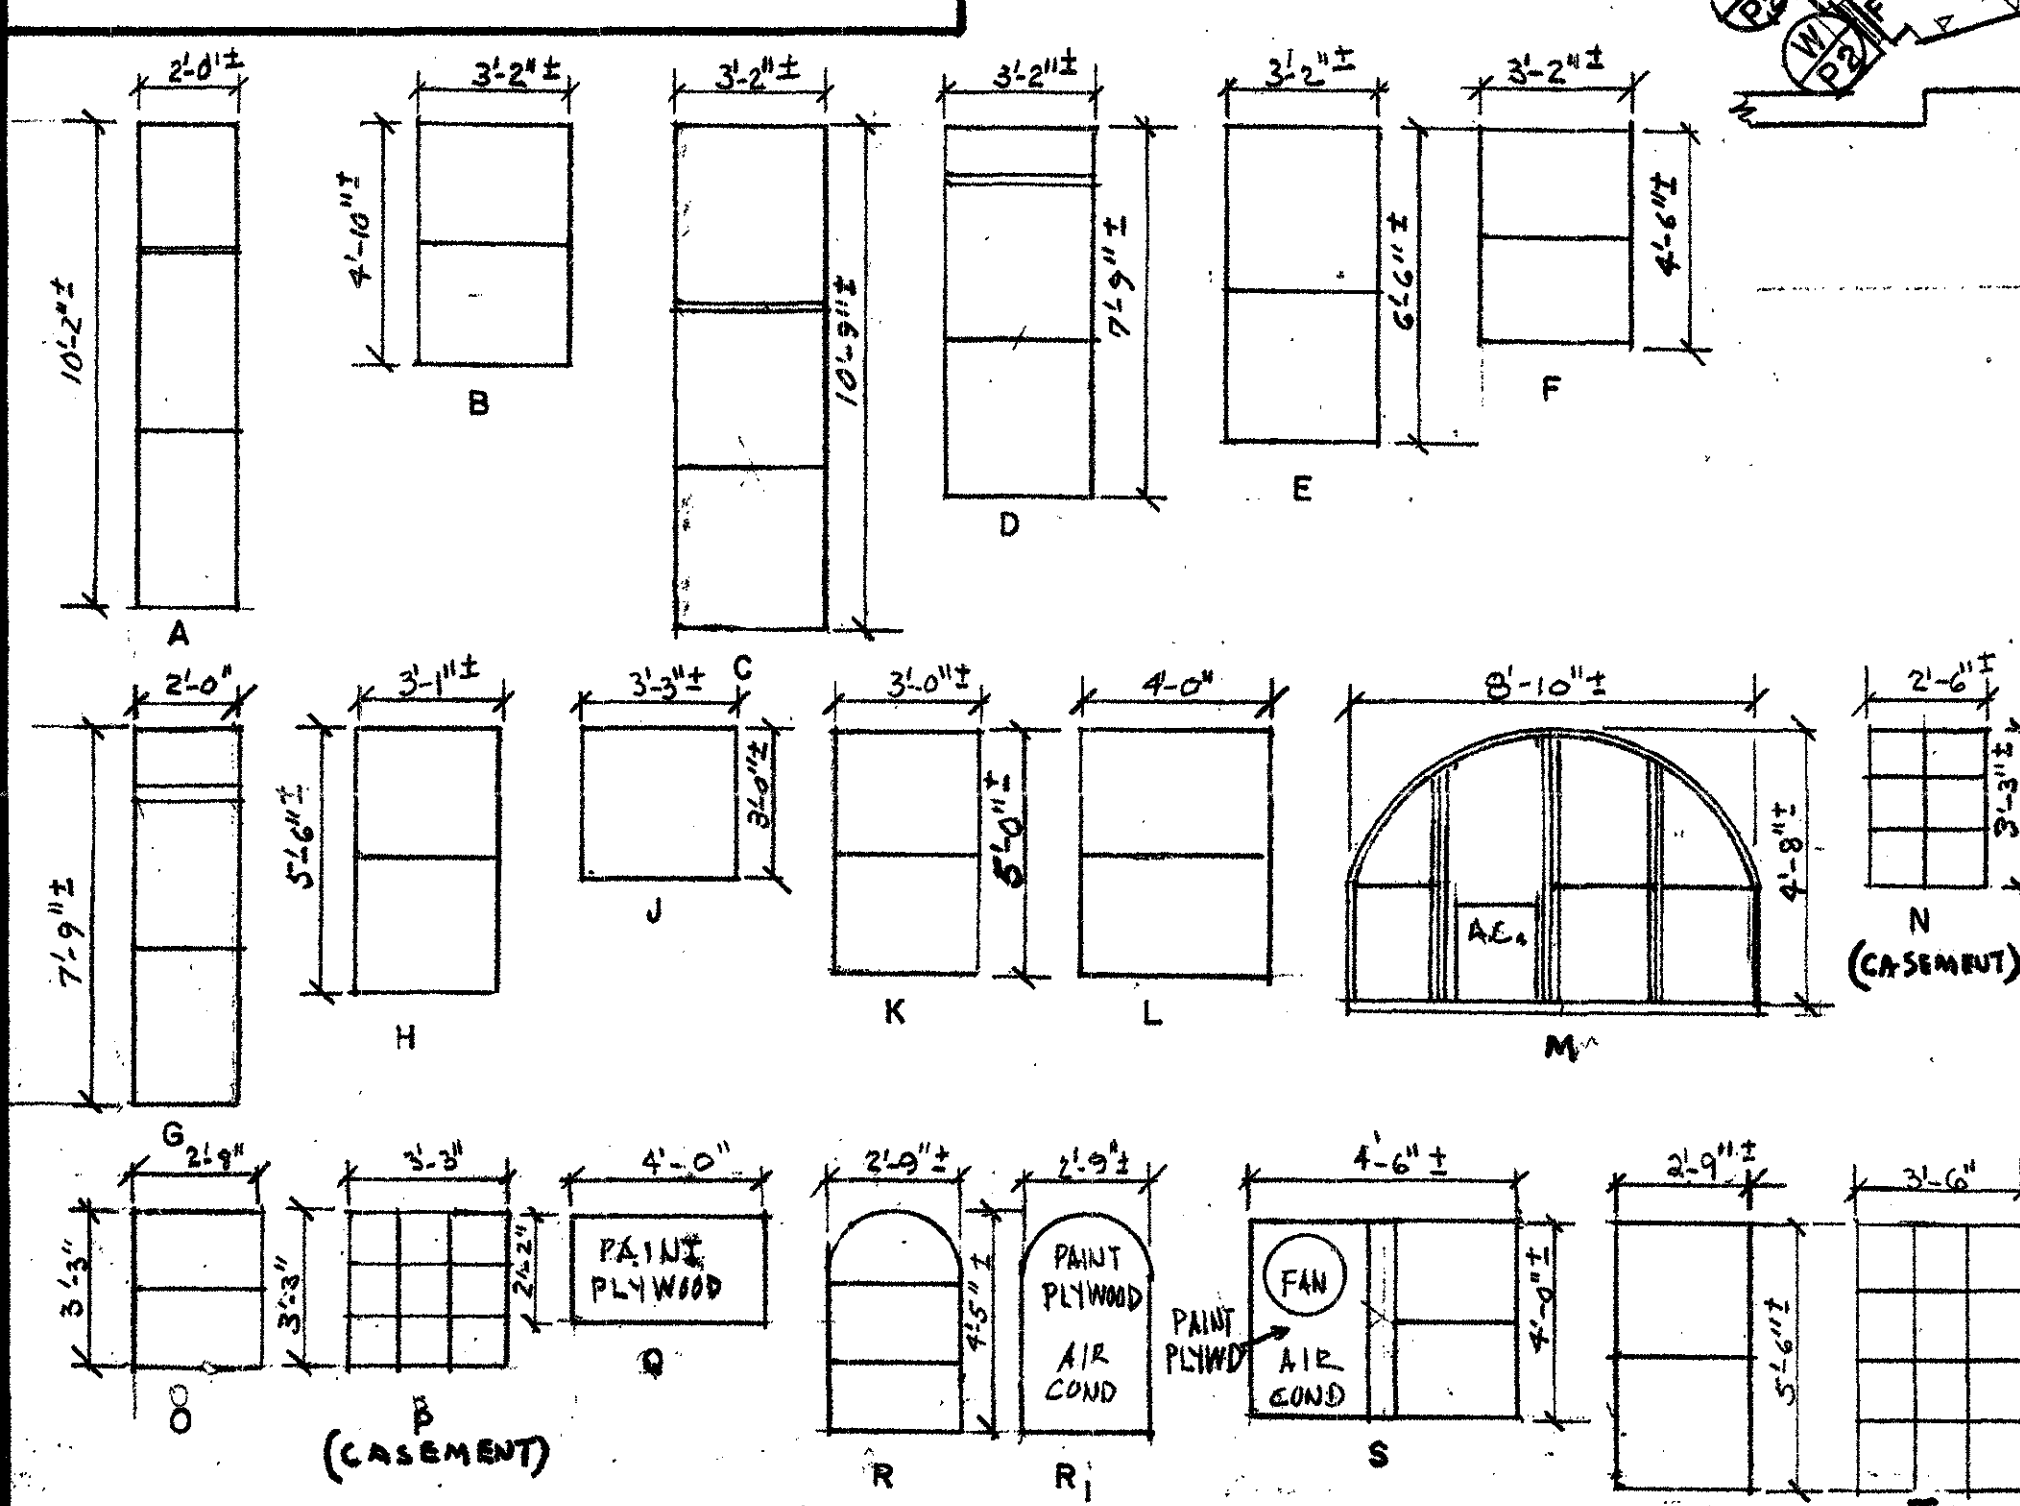 P2
W
P2
2'-0"±
3'-2"±
3'-2"±
3'-2"±
3'-2"±
3'-2"±
10'-2"±
4'-10"±
10'-9"±
7'-9"±
6'-6"±
4'-6"±
A
B
C
D
E
F
2'-0"
3'-1"±
3'-3"±
3'-0"±
4'-0"
8'-10"±
2'-6"±
7'-9"±
5'-6"±
3'-0"±
5'-0"±
4'-8"±
3'-3"±
A.C.
G
H
J
K
L
M
N
(CASEMENT)
2'-8"
3'-3"
4'-0"
2'-9"±
2'-9"±
4'-6"±
2'-9"±
3'-6"
3'-3"
3'-3"
2'-2"
4'-5"±
4'-0"±
5'-6"±
PAINT
PLYWOOD
PAINT
PLYWOOD
AIR
COND
PAINT
PLYWD
FAN
AIR
COND
O
P
(CASEMENT)
Q
R
R1
S